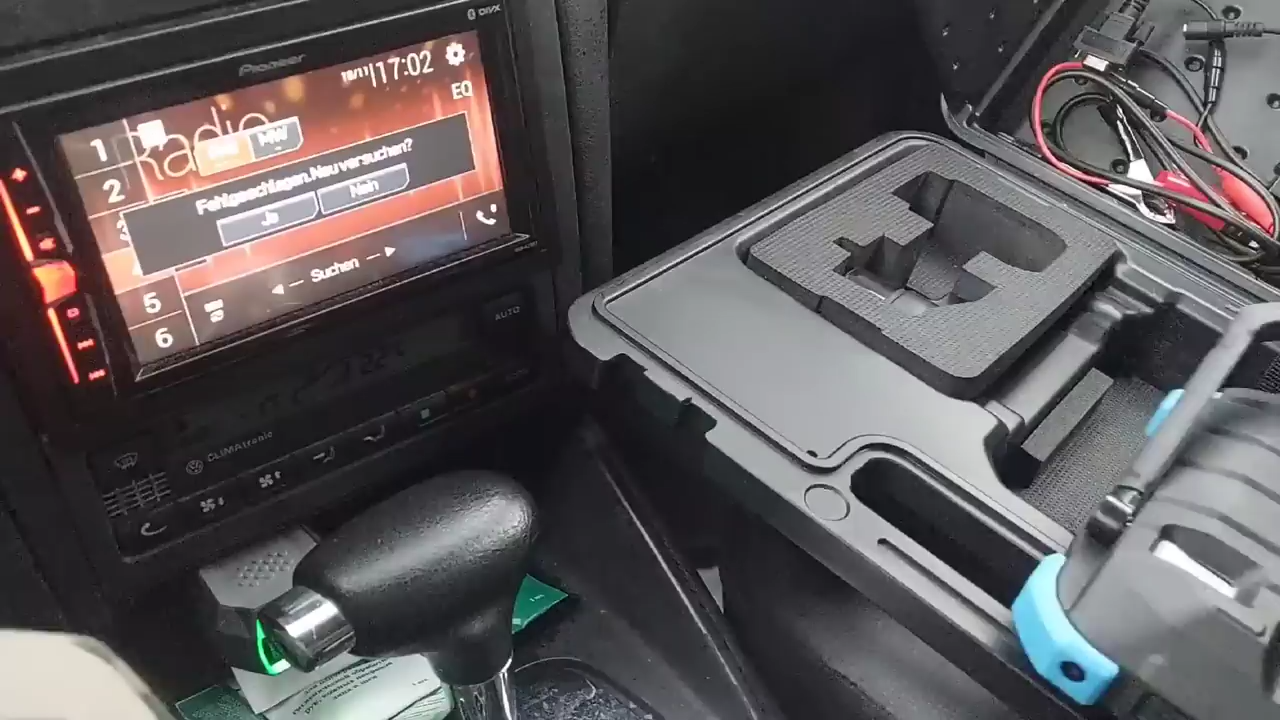 DIVX
Pioneer
17:02
EQ
Radio
MW
1
2
Fehlgeschlagen.Neu versuchen?
Ja
Nein
5
6
Suchen
AUTO
CLIMAtronic